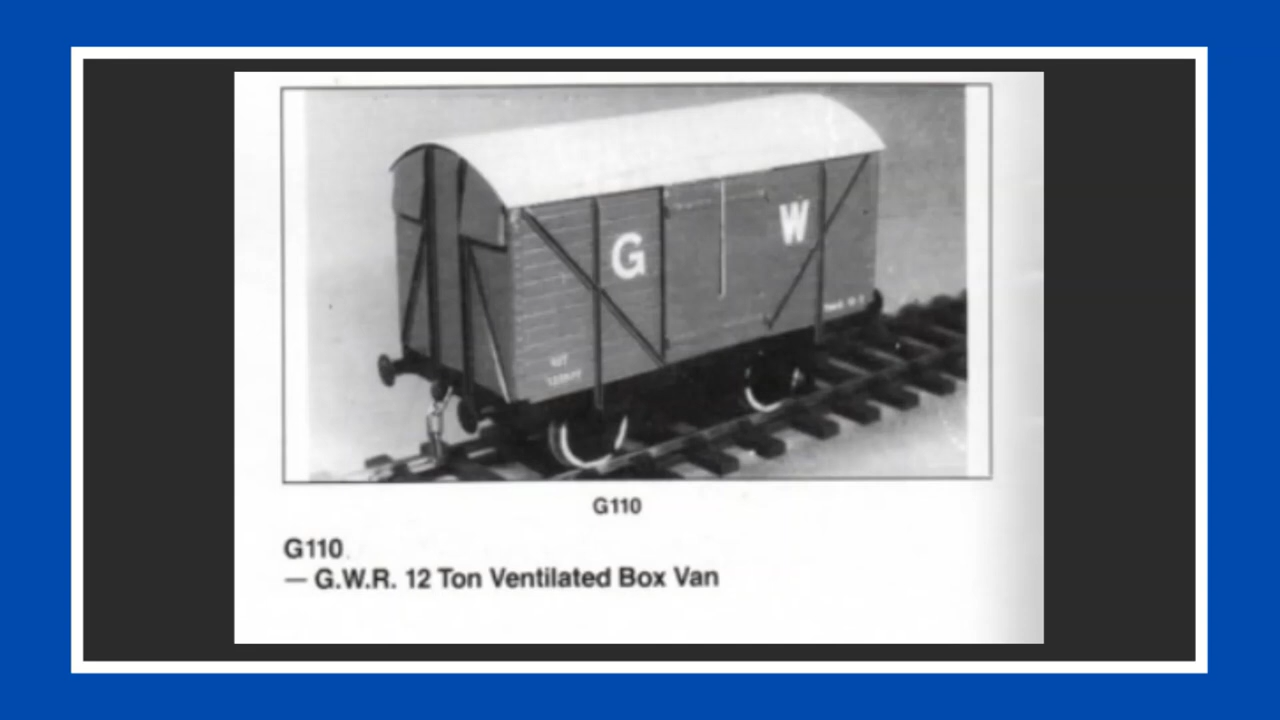 G W
G110
G110
— G.W.R. 12 Ton Ventilated Box Van